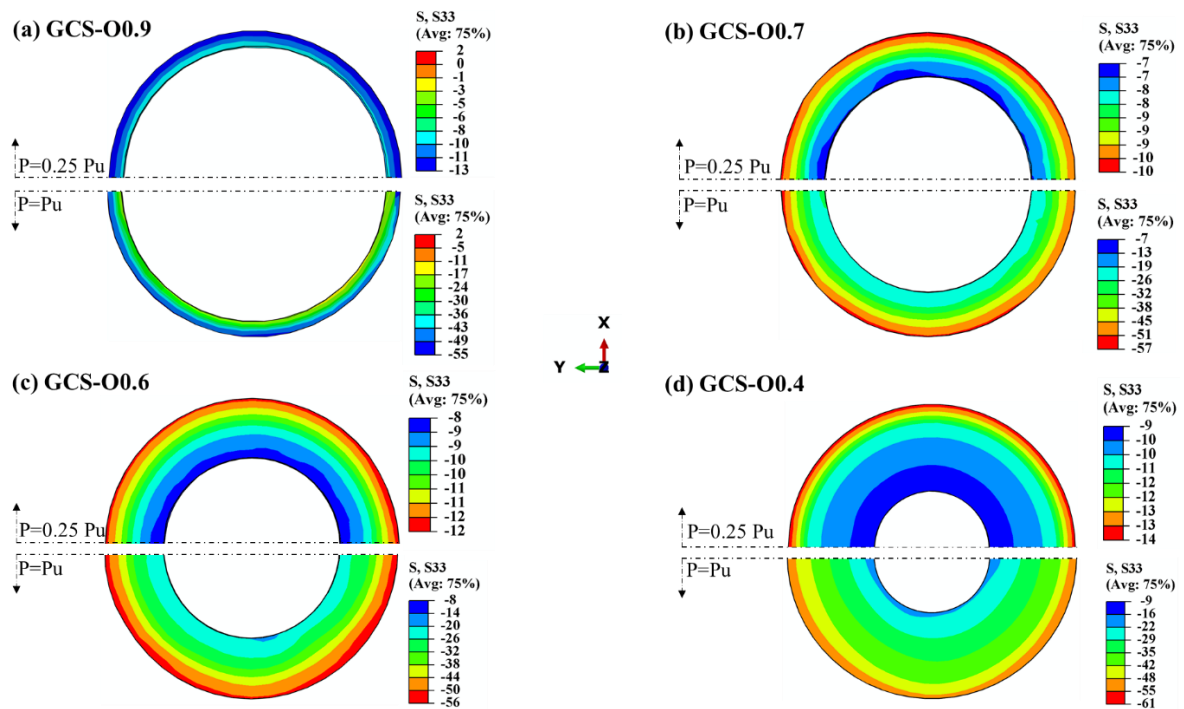 (a) GCS-O0.9
S, S33
(Avg: 75%)
2
0
-1
-3
-5
-6
-8
-10
-11
-13
P=0.25 Pu
P=Pu
S, S33
(Avg: 75%)
2
-5
-11
-17
-24
-30
-36
-43
-49
-55
(b) GCS-O0.7
S, S33
(Avg: 75%)
-7
-7
-8
-8
-9
-9
-10
-10
P=0.25 Pu
P=Pu
S, S33
(Avg: 75%)
-7
-13
-19
-26
-32
-38
-45
-51
-57
X
Y
Z
(c) GCS-O0.6
S, S33
(Avg: 75%)
-8
-9
-9
-10
-10
-11
-11
-12
-12
P=0.25 Pu
P=Pu
S, S33
(Avg: 75%)
-8
-14
-20
-26
-32
-38
-44
-50
-56
(d) GCS-O0.4
S, S33
(Avg: 75%)
-9
-10
-10
-11
-12
-12
-13
-13
-14
P=0.25 Pu
P=Pu
S, S33
(Avg: 75%)
-9
-16
-22
-29
-35
-42
-48
-55
-61